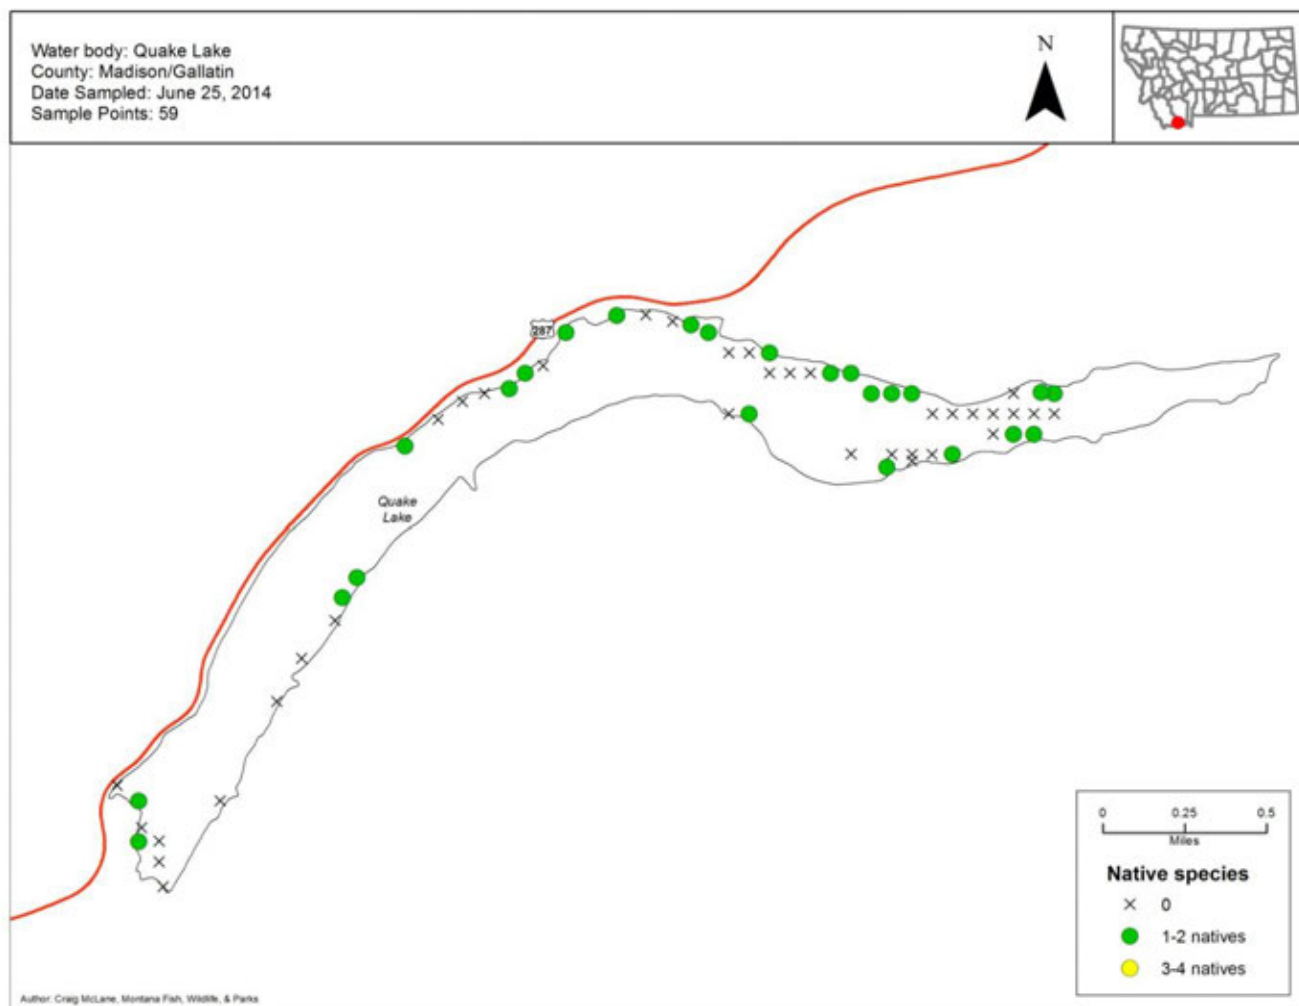 Water body: Quake Lake
County: Madison/Gallatin
Date Sampled: June 25, 2014
Sample Points: 59
N
287
Quake
Lake
0 0.25 0.5
Miles
Native species
0
1-2 natives
3-4 natives
Author: Craig McLane, Montana Fish, Wildlife, & Parks